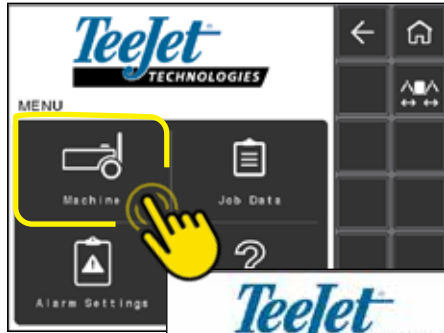 TeeJet
TECHNOLOGIES
MENU
Machine
Job Data
Alarm Settings
?
TeeJet